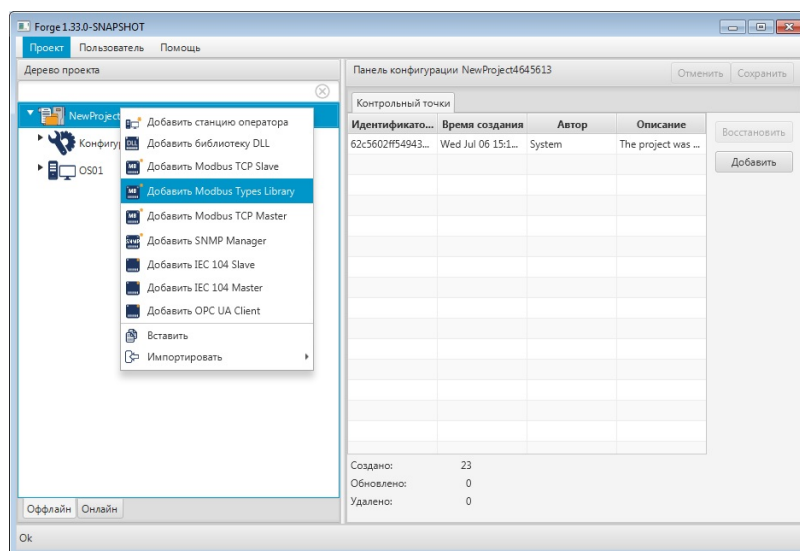 Forge 1.33.0-SNAPSHOT
Проект Пользователь Помощь
Дерево проекта
Панель конфигурации NewProject4645613
Отменить Сохранить
Контрольный точки
NewProject
Конфигу
OS01
Добавить станцию оператора
Добавить библиотеку DLL
Добавить Modbus TCP Slave
Добавить Modbus Types Library
Добавить Modbus TCP Master
Добавить SNMP Manager
Добавить IEC 104 Slave
Добавить IEC 104 Master
Добавить OPC UA Client
Вставить
Импортировать
Идентификато... Время создания Автор Описание
62c5602ff54943... Wed Jul 06 15:1... System The project was ...
Восстановить
Добавить
Создано: 23
Обновлено: 0
Удалено: 0
Оффлайн Онлайн
Ok